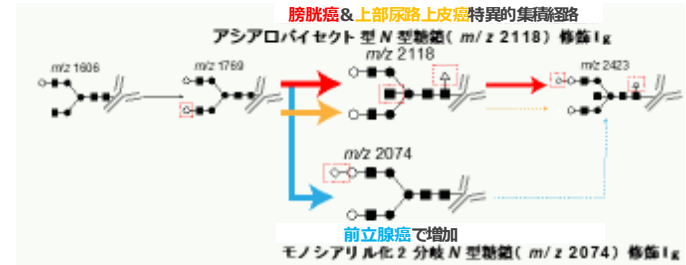 膀胱癌&上部尿路上皮癌特異的集積経路
アシアロバイセクト型N型糖鎖(m/z 2118)修飾Ig
m/z 1606
m/z 1769
m/z 2118
m/z 2423
m/z 2074
前立腺癌で増加
モノシアリル化2分岐N型糖鎖(m/z 2074)修飾Ig